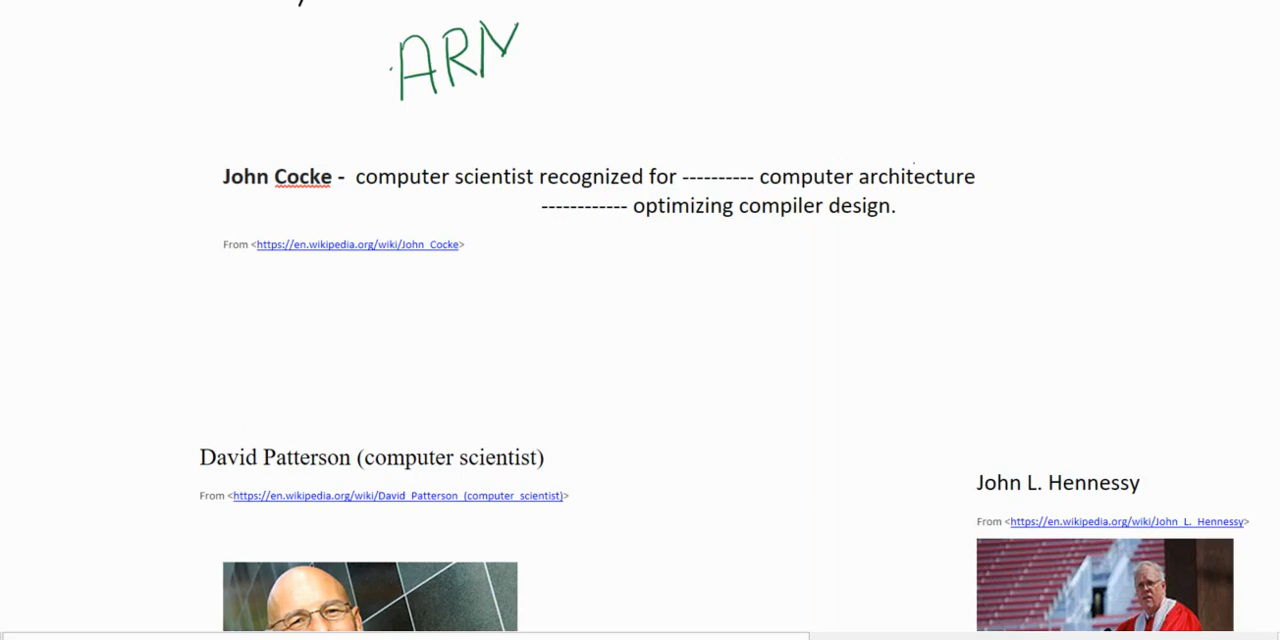 ARM
John Cocke - computer scientist recognized for ---------- computer architecture
------------ optimizing compiler design.
From <https://en.wikipedia.org/wiki/John_Cocke>
David Patterson (computer scientist)
From <https://en.wikipedia.org/wiki/David_Patterson_(computer_scientist)>
John L. Hennessy
From <https://en.wikipedia.org/wiki/John_L._Hennessy>